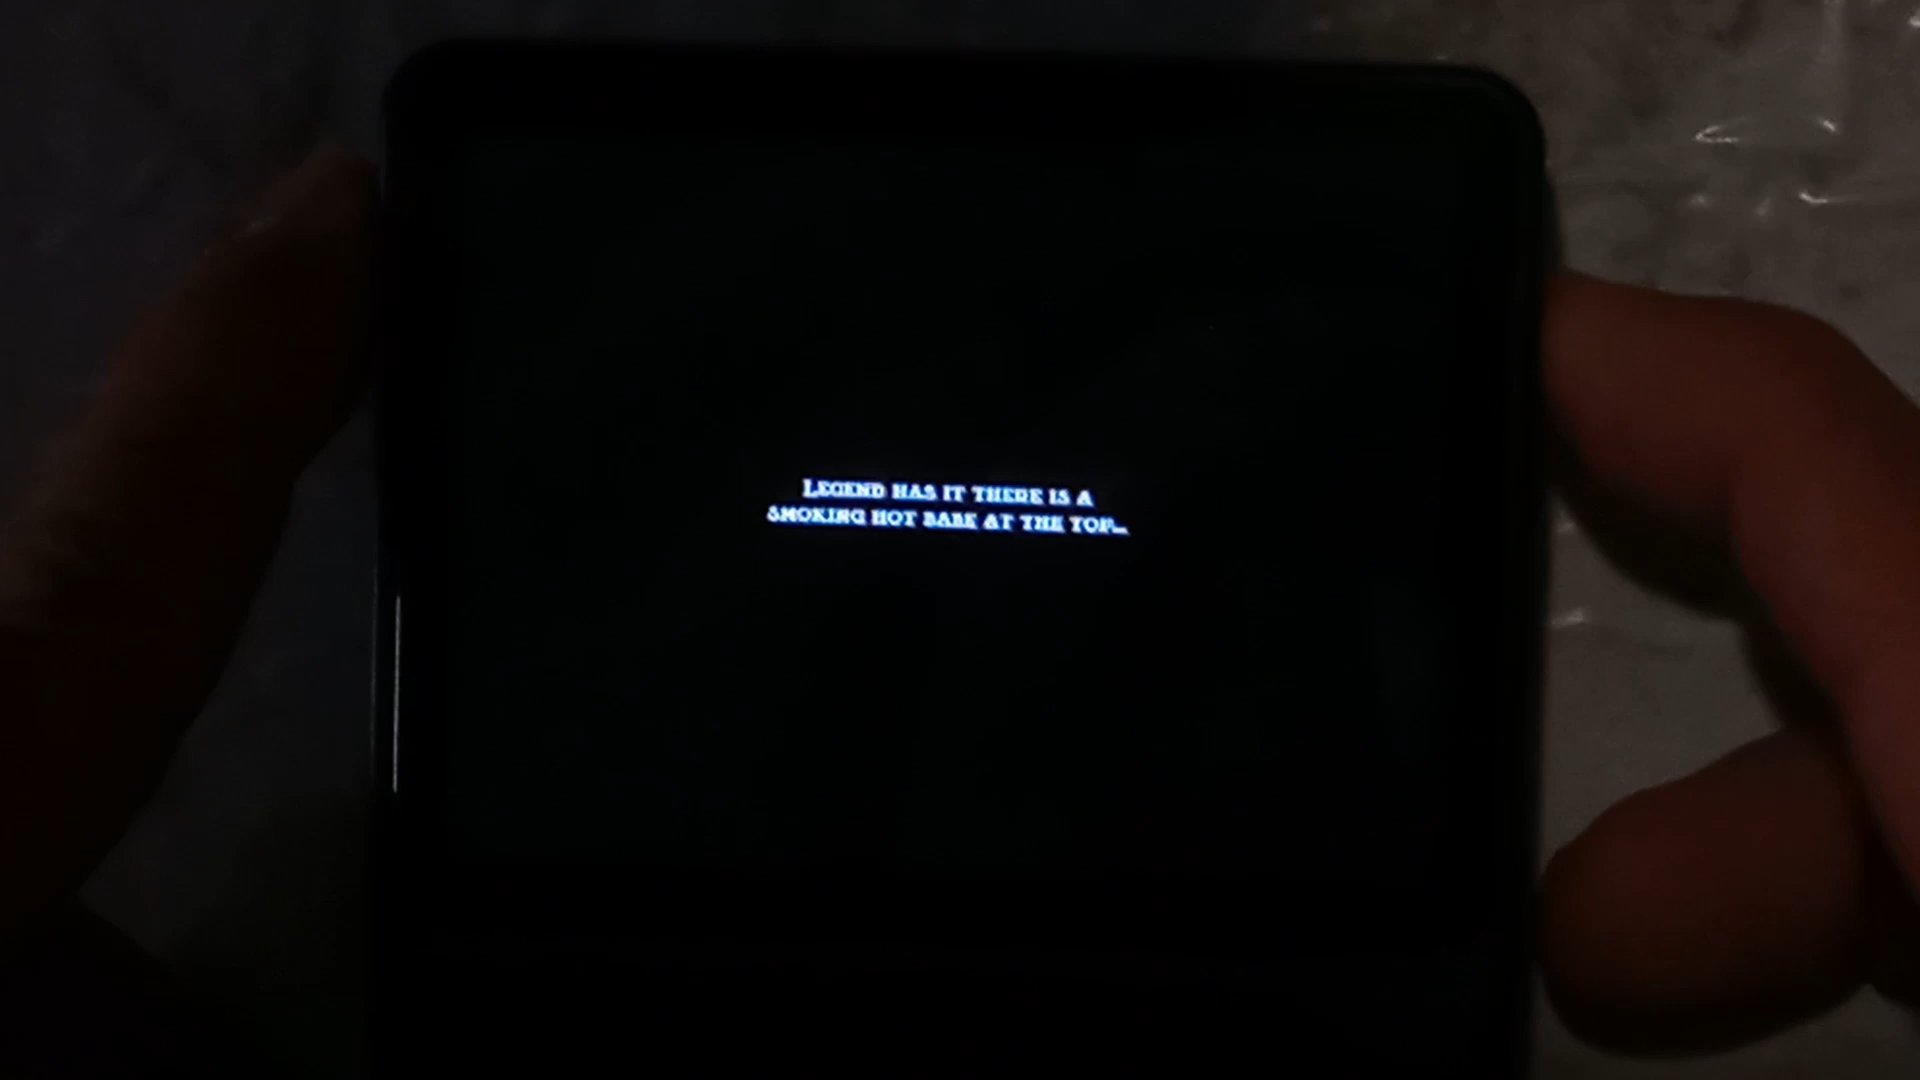 LEGEND HAS IT THERE IS A
SMOKING HOT BABE AT THE TOP...